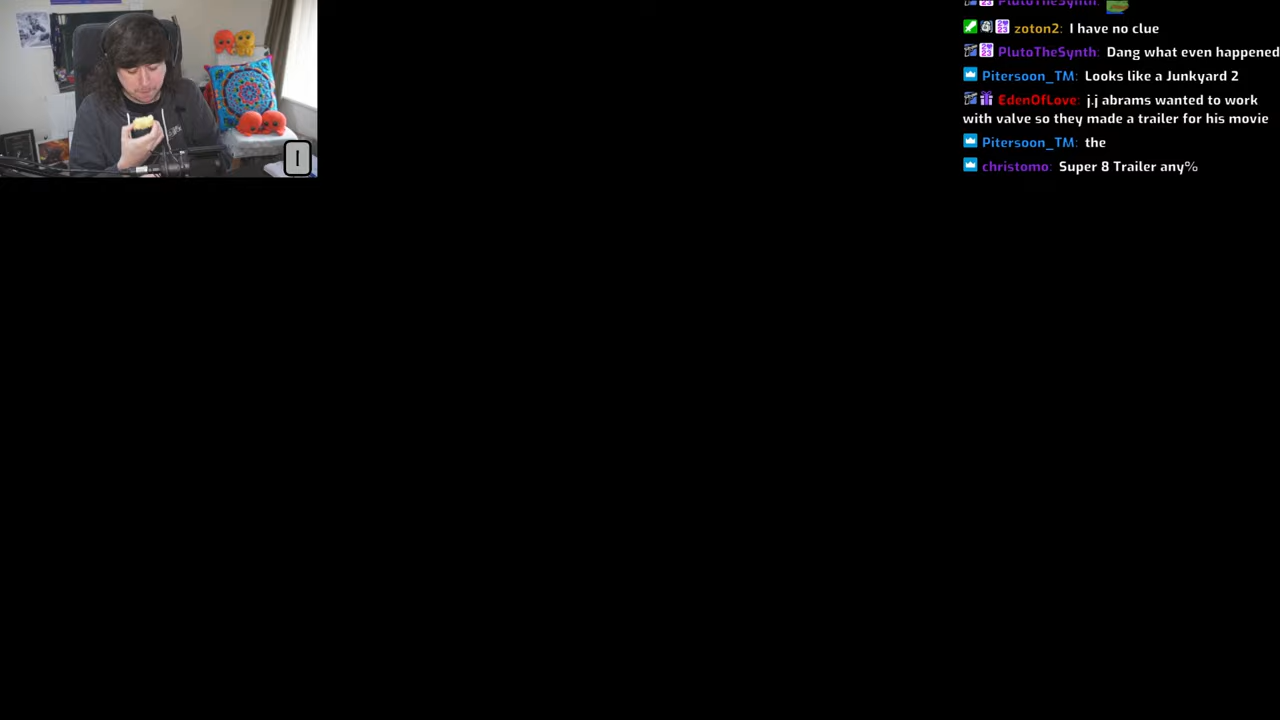 PlutoTheSynth:
zoton2: I have no clue
PlutoTheSynth: Dang what even happened
Pitersoon_TM: Looks like a Junkyard 2
EdenOfLove: j.j abrams wanted to work
with valve so they made a trailer for his movie
Pitersoon_TM: the
christomo: Super 8 Trailer any%